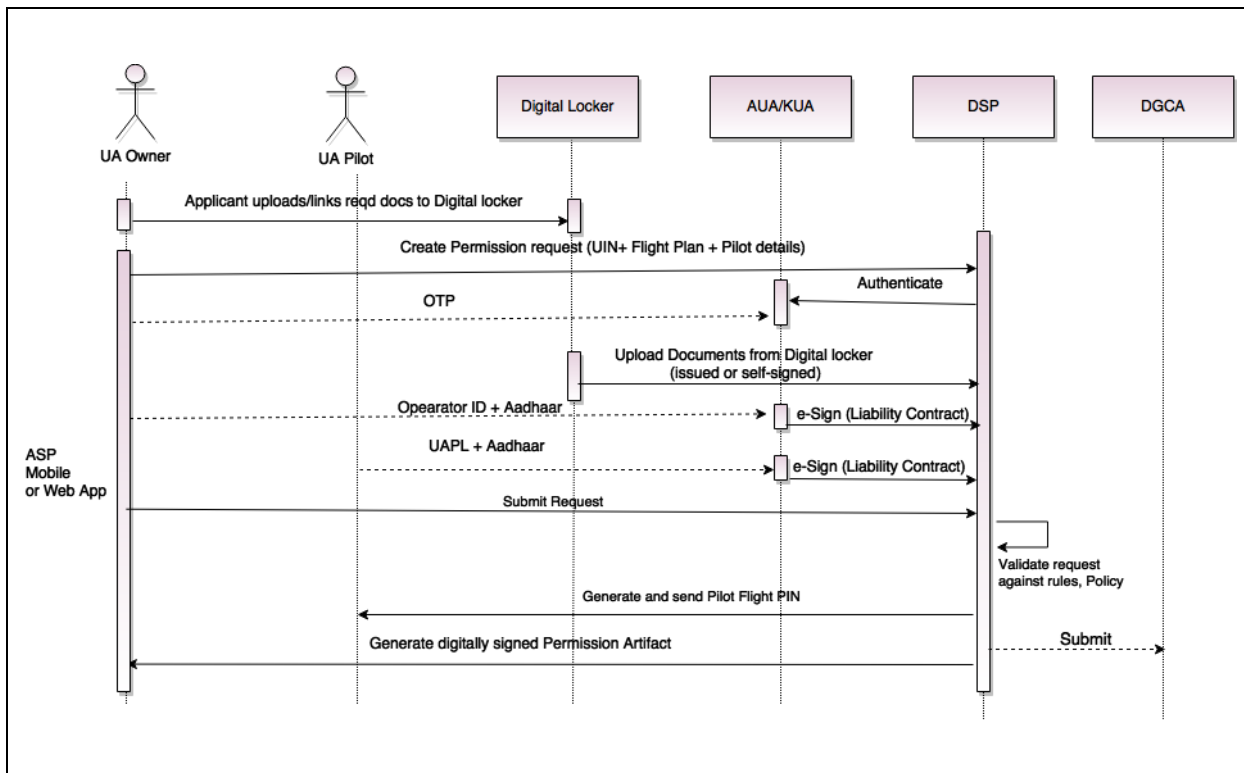 Digital Locker
AUA/KUA
DSP
DGCA
UA Owner
UA Pilot
Applicant uploads/links reqd docs to Digital locker
Create Permission request (UIN+ Flight Plan + Pilot details)
Authenticate
OTP
Upload Documents from Digital locker
(issued or self-signed)
Opearator ID + Aadhaar
e-Sign (Liability Contract)
UAPL + Aadhaar
e-Sign (Liability Contract)
ASP
Mobile
or Web App
Submit Request
Validate request
against rules, Policy
Generate and send Pilot Flight PIN
Generate digitally signed Permission Artifact
Submit